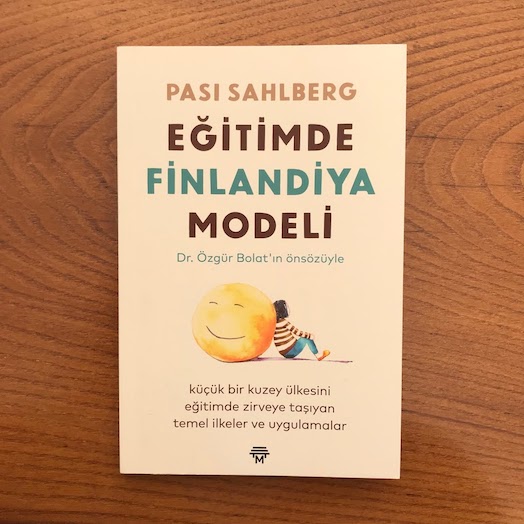 PASI SAHLBERG
EĞİTİMDE
FİNLANDİYA
MODELİ
Dr. Özgür Bolat'ın önsözüyle
küçük bir kuzey ülkesini
eğitimde zirveye taşıyan
temel ilkeler ve uygulamalar
M